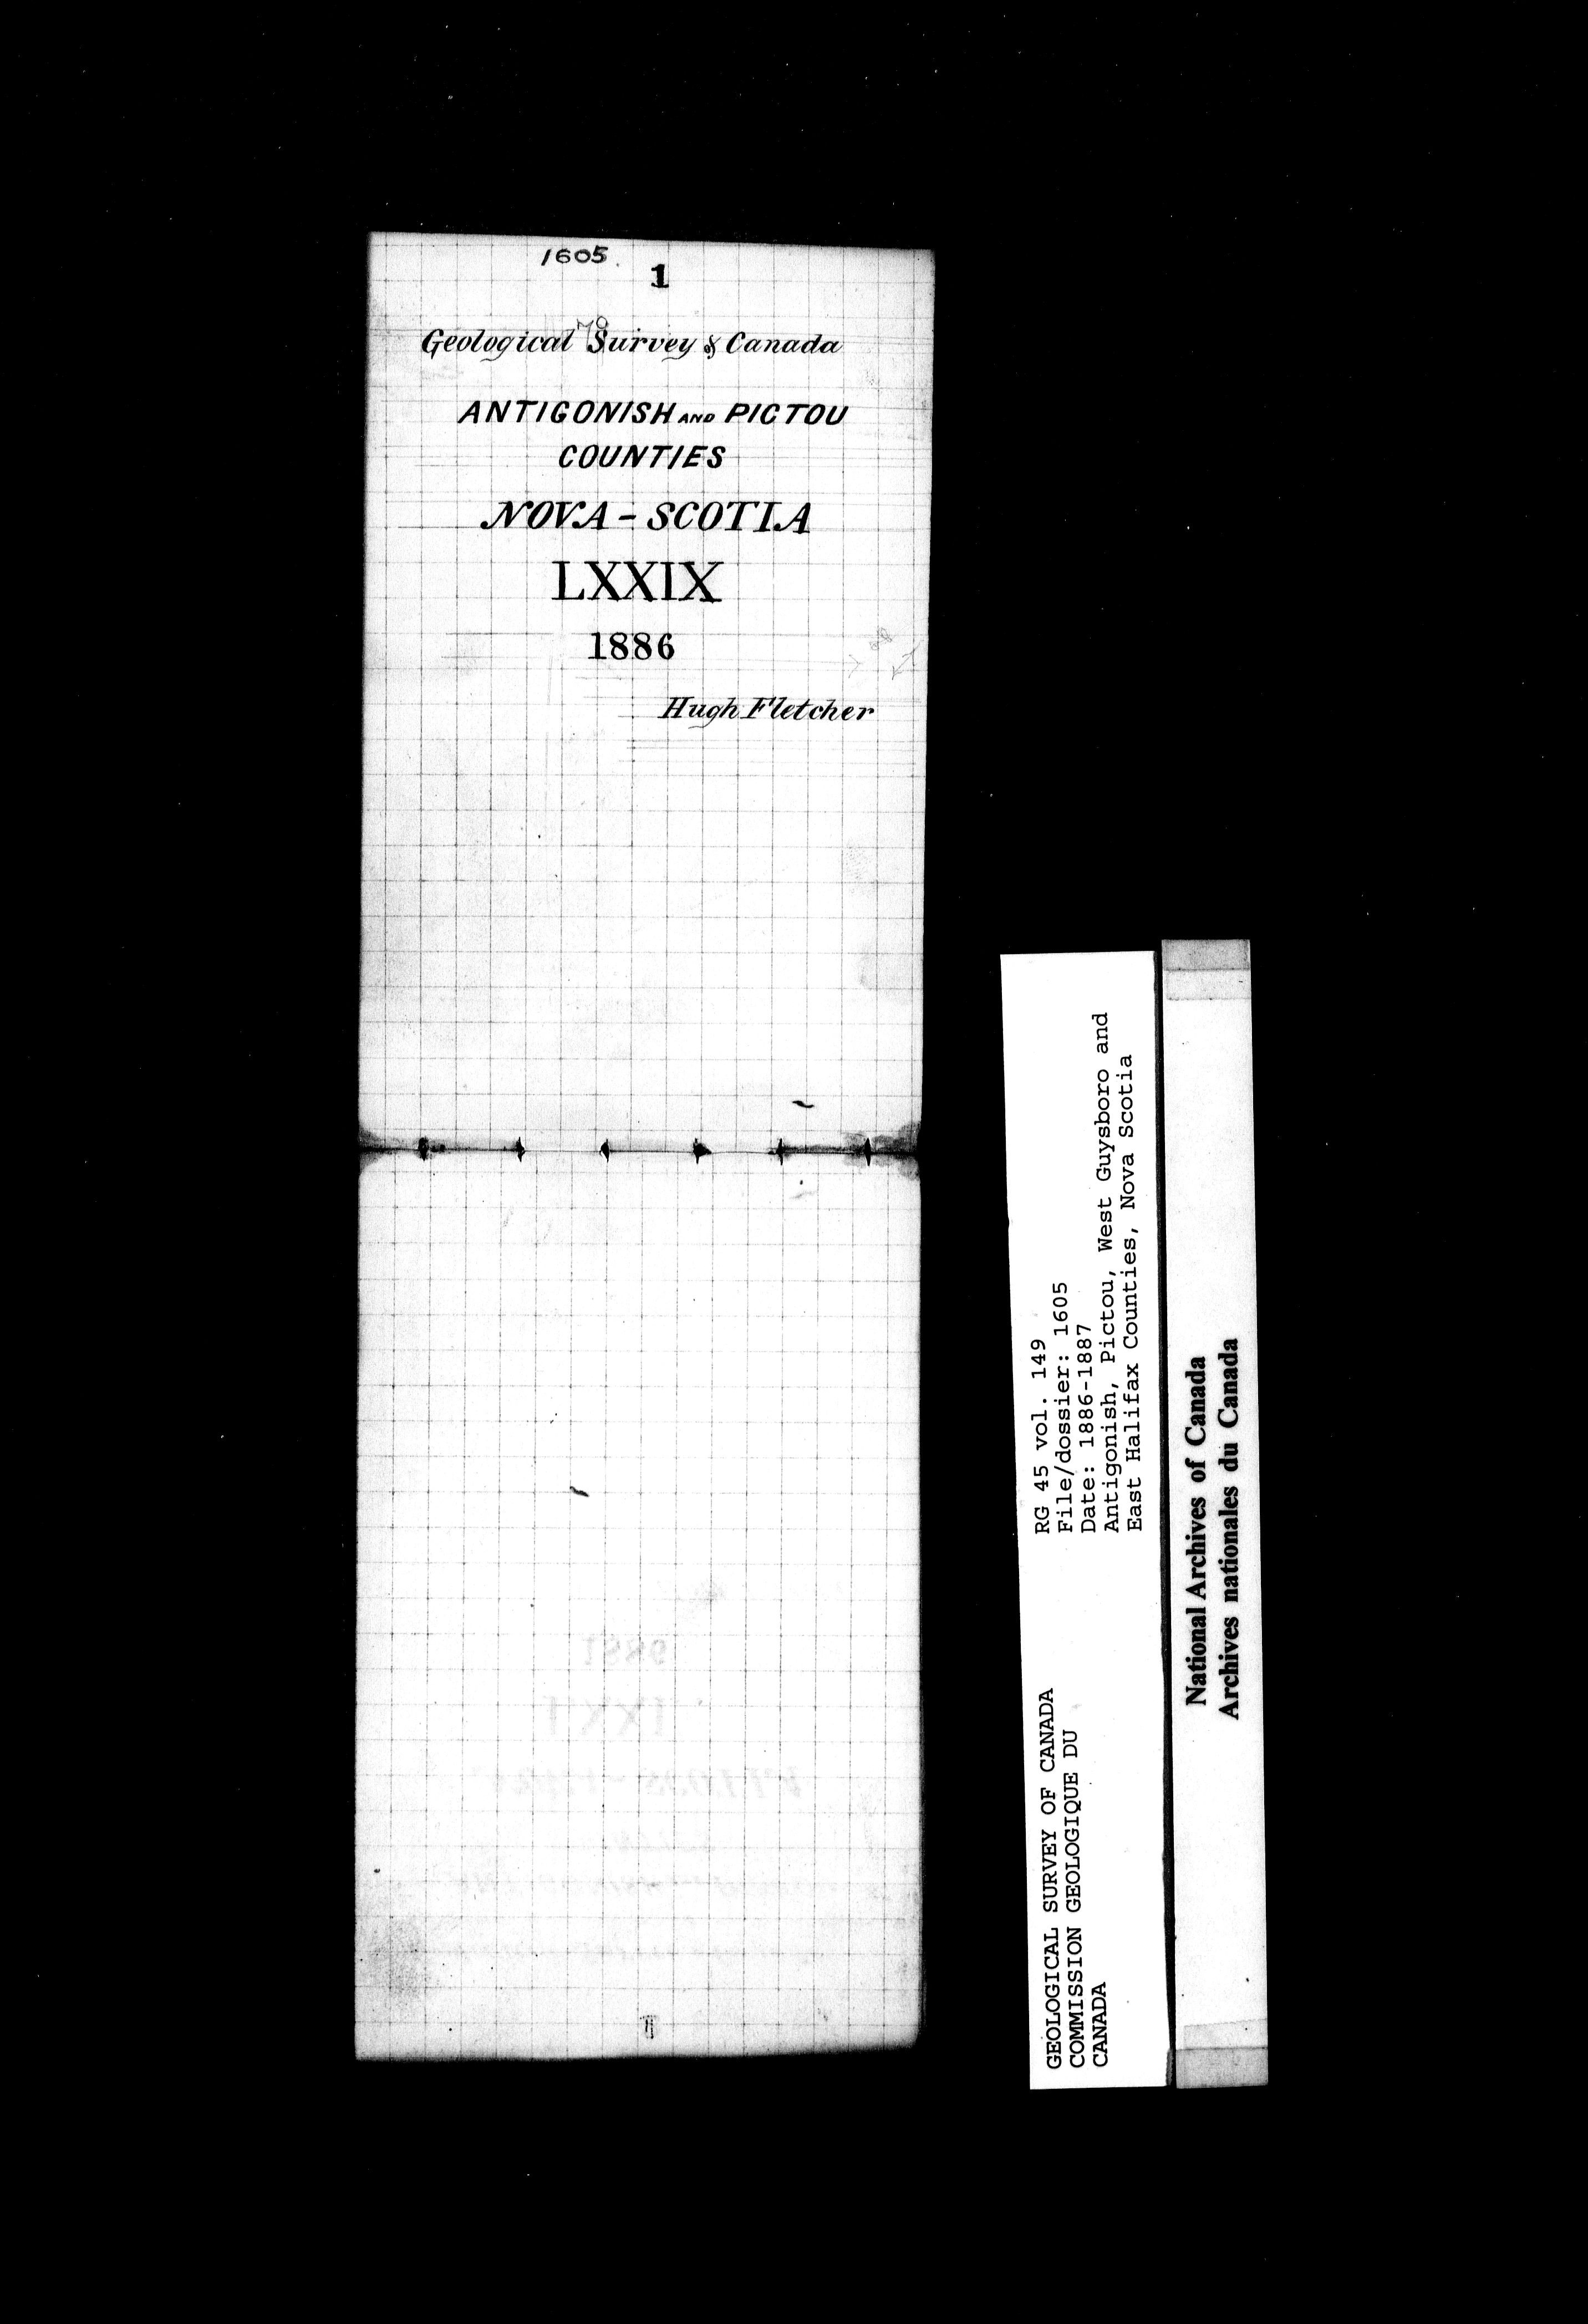 1605
1
Geological Survey of Canada
ANTIGONISH AND PICTOU
COUNTIES
NOVA-SCOTIA
LXXIX
1886
Hugh Fletcher
GEOLOGICAL SURVEY OF CANADA
COMMISSION GEOLOGIQUE DU
CANADA
RG 45 vol. 149
File/dossier: 1605
Date: 1886-1887
Antigonish, Pictou, West Guysboro and
East Halifax Counties, Nova Scotia
National Archives of Canada
Archives nationales du Canada